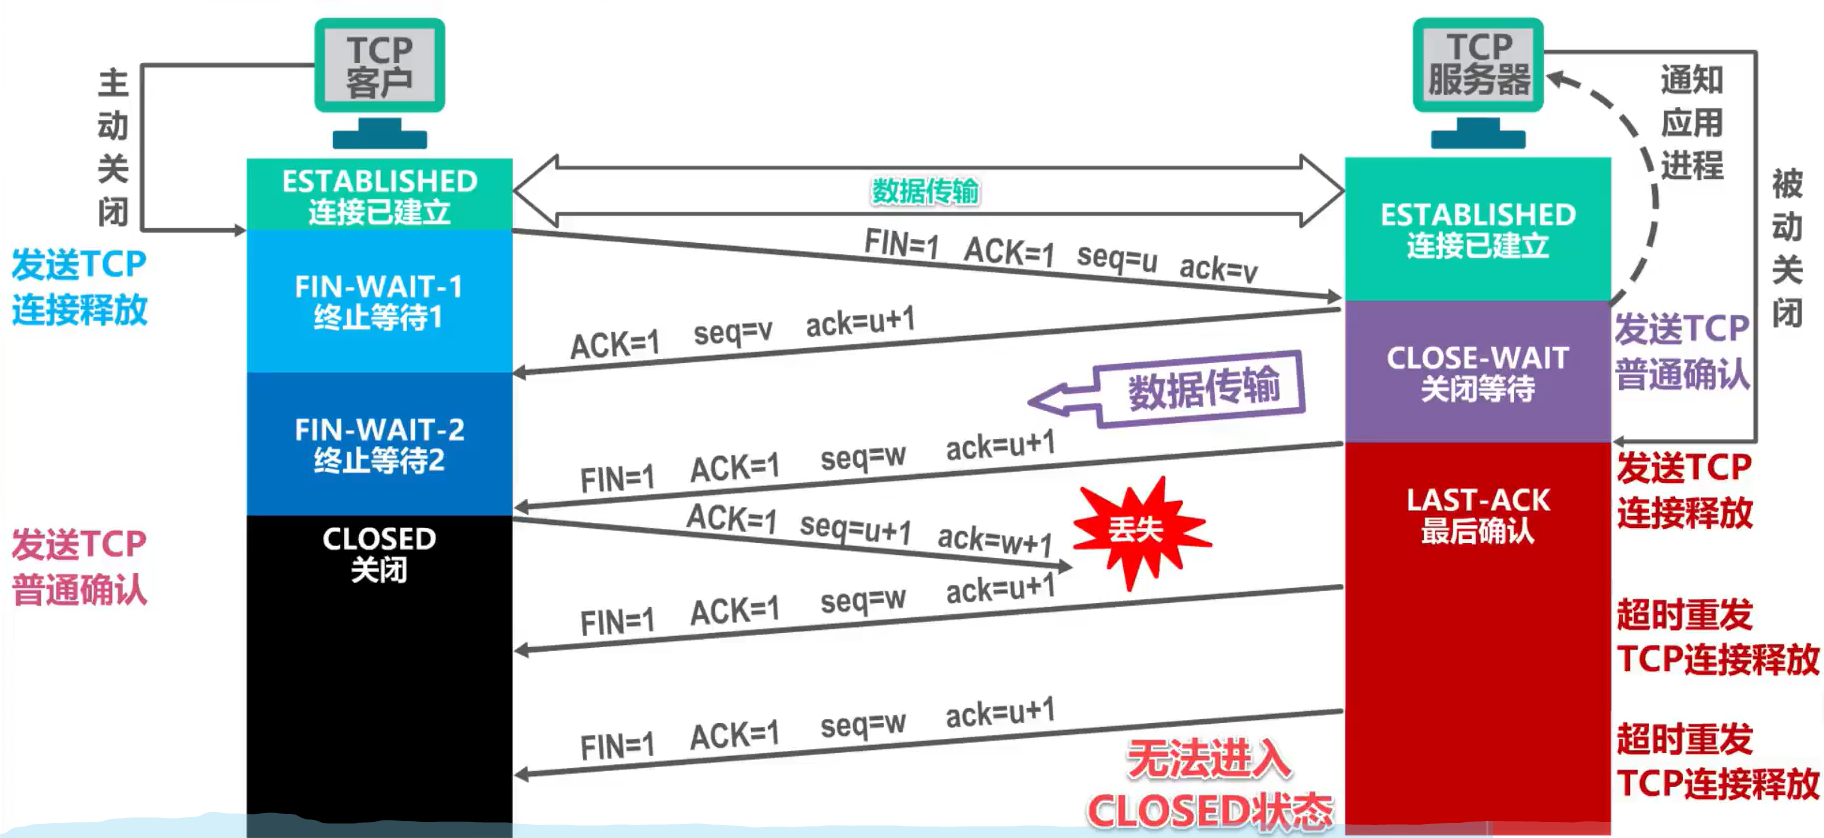 TCP
客户
TCP
服务器
主动关闭
通知
应用
进程
被动关闭
ESTABLISHED
连接已建立
数据传输
ESTABLISHED
连接已建立
FIN=1 ACK=1 seq=u ack=v
发送TCP
连接释放
FIN-WAIT-1
终止等待1
ACK=1 seq=v ack=u+1
CLOSE-WAIT
关闭等待
发送TCP
普通确认
数据传输
FIN-WAIT-2
终止等待2
FIN=1 ACK=1 seq=w ack=u+1
LAST-ACK
最后确认
发送TCP
连接释放
发送TCP
普通确认
CLOSED
关闭
ACK=1 seq=u+1 ack=w+1
丢失
FIN=1 ACK=1 seq=w ack=u+1
超时重发
TCP连接释放
FIN=1 ACK=1 seq=w ack=u+1
超时重发
TCP连接释放
无法进入
CLOSED状态